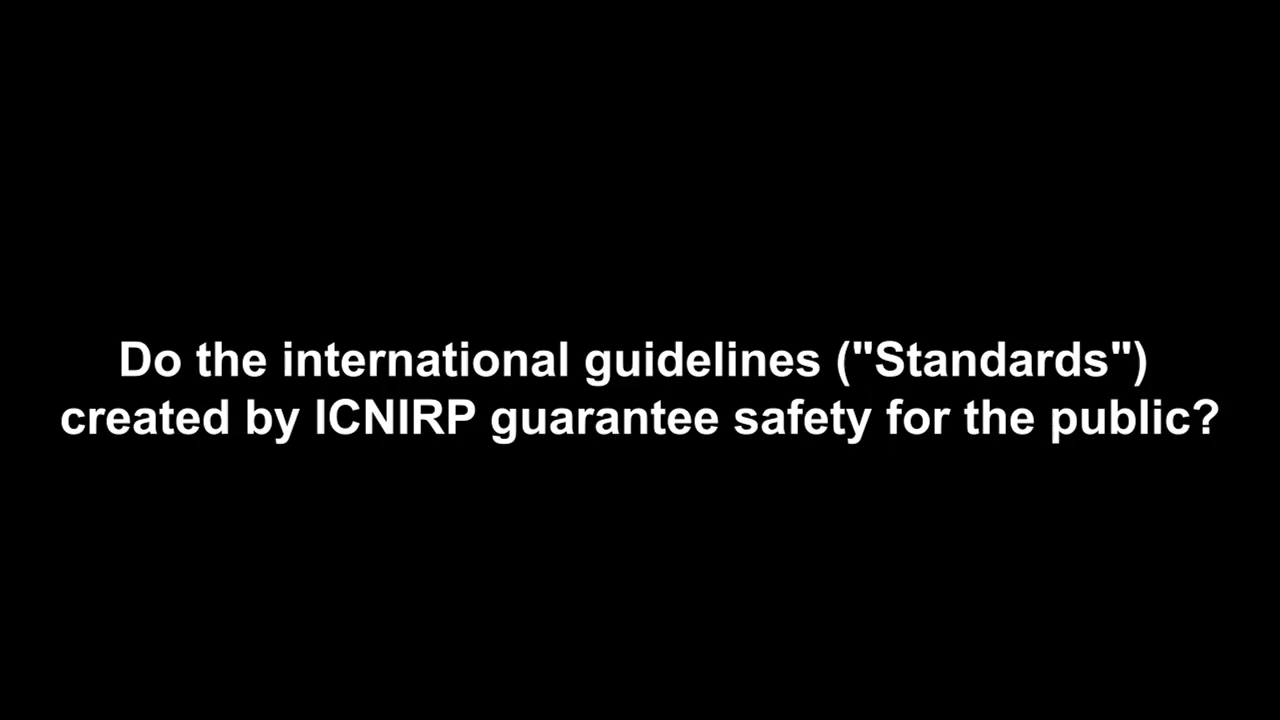 Do the international guidelines ("Standards")
created by ICNIRP guarantee safety for the public?